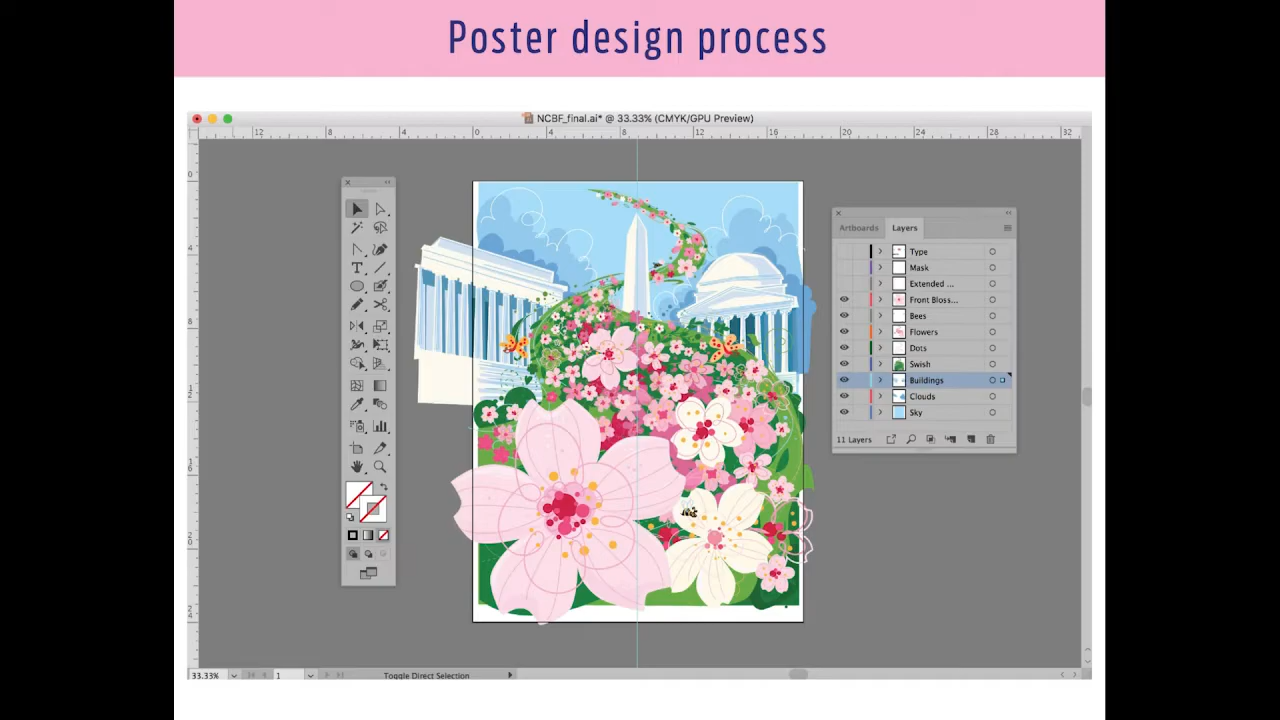 Poster design process
NCBF_final.ai* @ 33.33% (CMYK/GPU Preview)
12 8 4 0 4 8 12 16 20 24 28 32
Artboards Layers
Type
Mask
Extended ...
Front Bloss...
Bees
Flowers
Dots
Swish
Buildings
Clouds
Sky
11 Layers
33.33% 1 Toggle Direct Selection